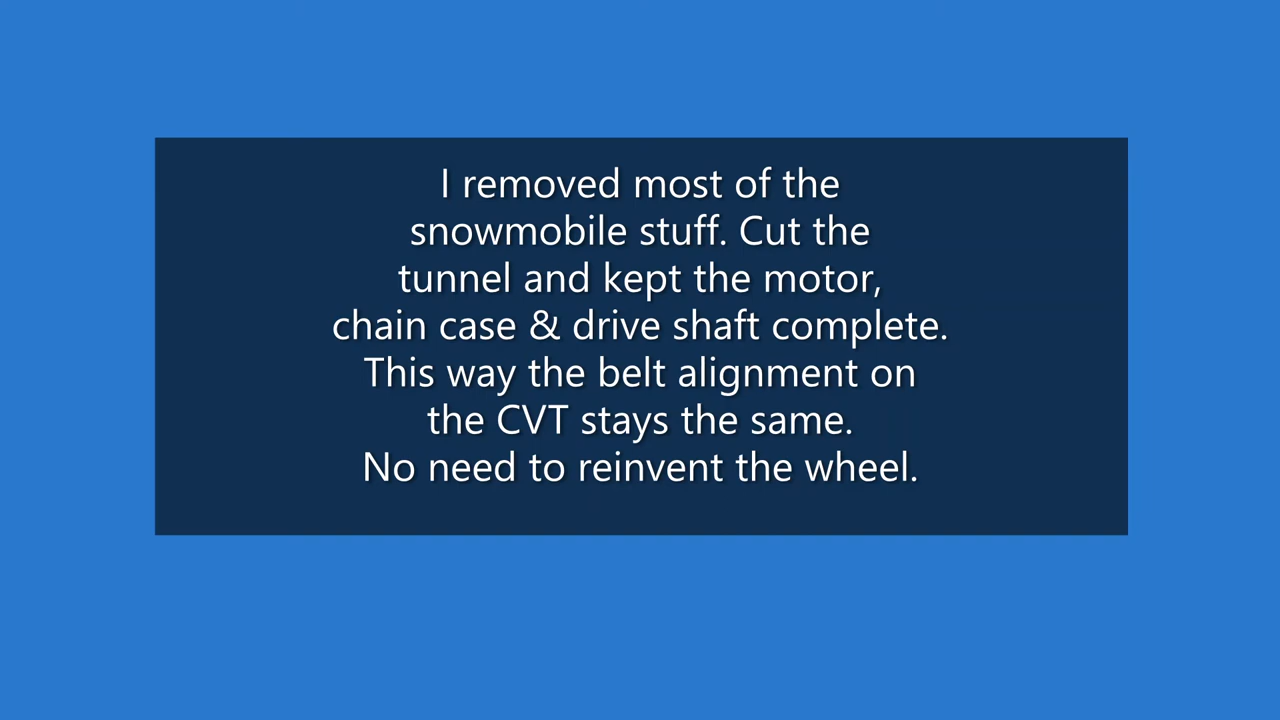 I removed most of the
snowmobile stuff. Cut the
tunnel and kept the motor,
chain case & drive shaft complete.
This way the belt alignment on
the CVT stays the same.
No need to reinvent the wheel.